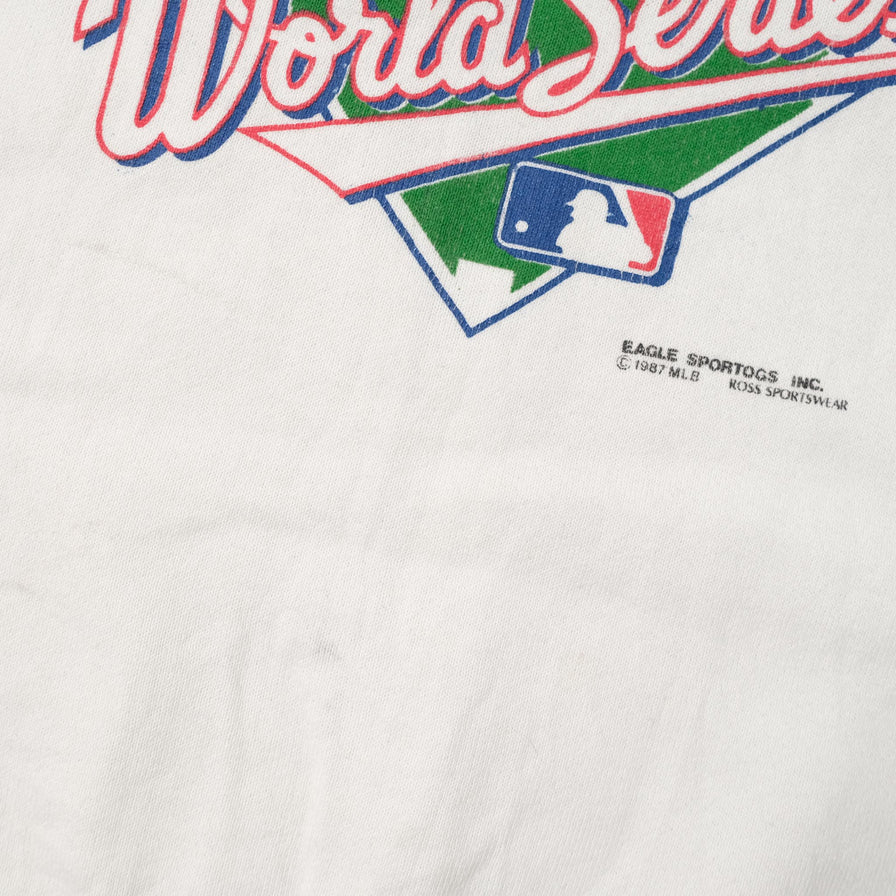 World Series
EAGLE SPORTOGS INC.
© 1987 MLB ROSS SPORTSWEAR